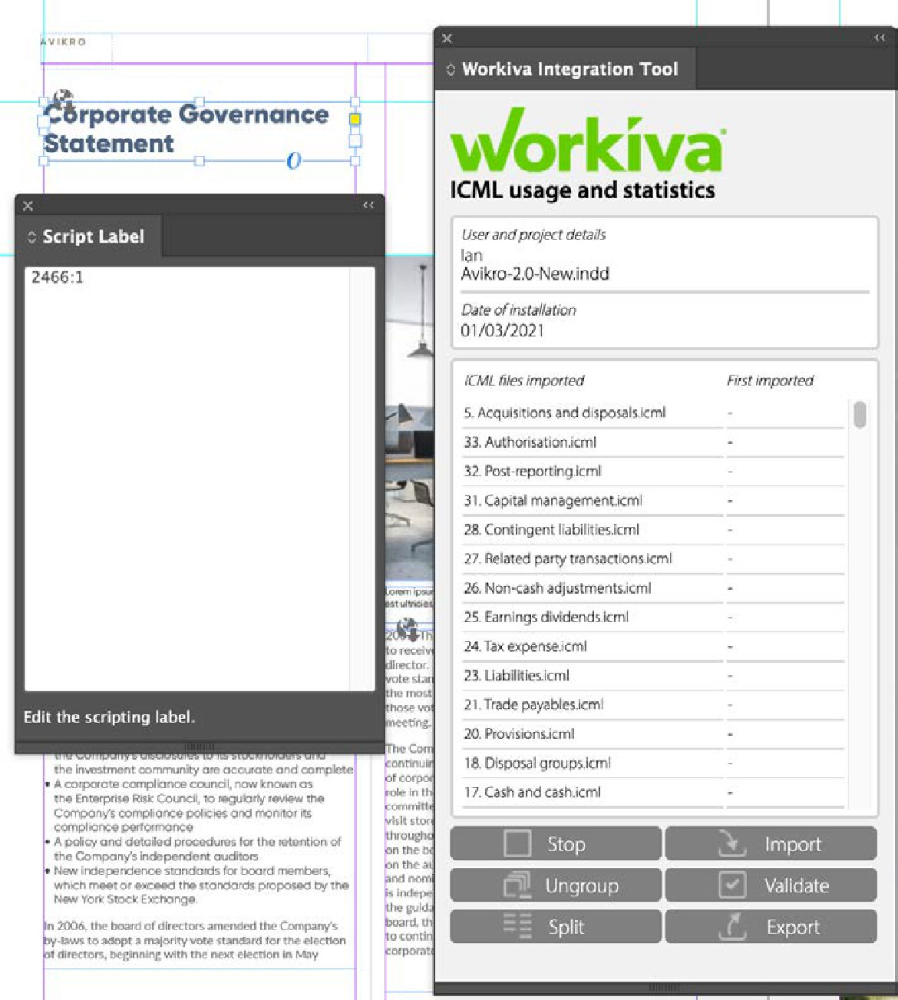 AVIKRO
Corporate Governance
Statement
Script Label
2466:1
Edit the scripting label.
the Company's disclosures to its stockholders and
the investment community are accurate and complete
• A corporate compliance council, now known as
the Enterprise Risk Council, to regularly review the
Company's compliance policies and monitor its
compliance performance
• A policy and detailed procedures for the retention of
the Company's independent auditors
• New independence standards for board members,
which meet or exceed the standards proposed by the
New York Stock Exchange.
In 2006, the board of directors amended the Company's
by-laws to adopt a majority vote standard for the election
of directors, beginning with the next election in May
Lorem ipsu
est ultricies
Th
to receive
director.
vote stan
the most
those vot
meeting.
The Com
continuin
of corpor
role in th
committe
visit store
througho
on the bo
on the au
and nomi
is indepe
the guida
board, th
to contin
corporate
Workiva Integration Tool
workiva
ICML usage and statistics
User and project details
Ian
Avikro-2.0-New.indd
Date of installation
01/03/2021
ICML files imported First imported
5. Acquisitions and disposals.icml -
33. Authorisation.icml -
32. Post-reporting.icml -
31. Capital management.icml -
28. Contingent liabilities.icml -
27. Related party transactions.icml -
26. Non-cash adjustments.icml -
25. Earnings dividends.icml -
24. Tax expense.icml -
23. Liabilities.icml -
21. Trade payables.icml -
20. Provisions.icml -
18. Disposal groups.icml -
17. Cash and cash.icml -
Stop Import
Ungroup Validate
Split Export